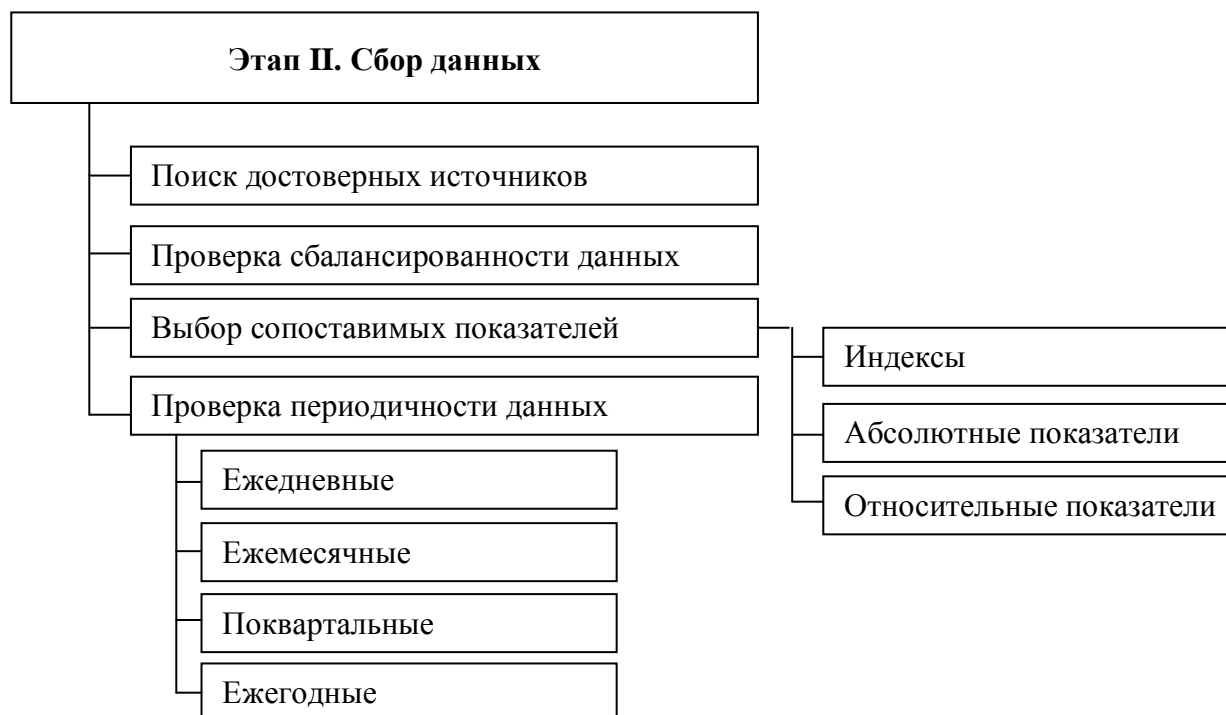 Этап II. Сбор данных
Поиск достоверных источников
Проверка сбалансированности данных
Выбор сопоставимых показателей
Индексы
Абсолютные показатели
Относительные показатели
Проверка периодичности данных
Ежедневные
Ежемесячные
Поквартальные
Ежегодные